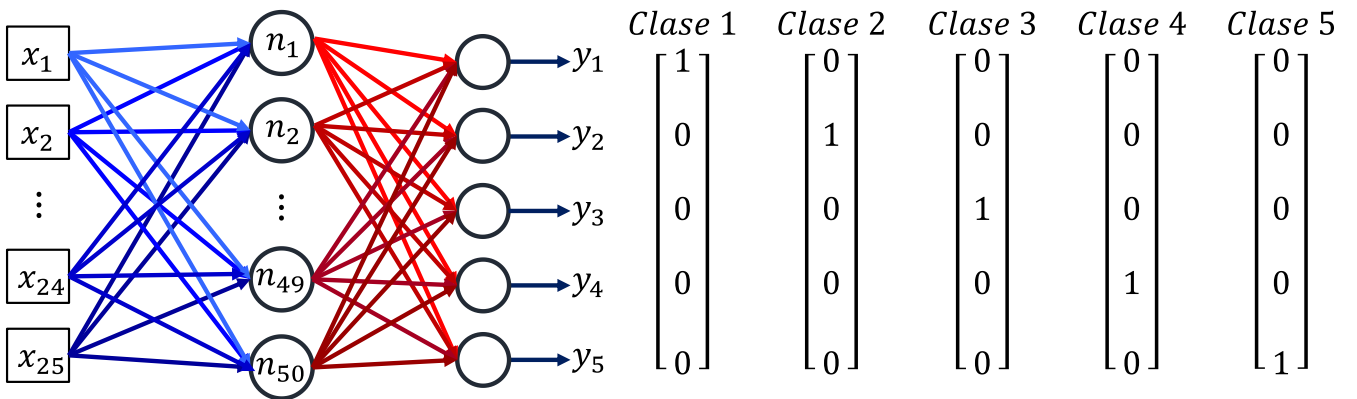 Clase 1 Clase 2 Clase 3 Clase 4 Clase 5
x₁ n₁ y₁ 1 0 0 0 0
x₂ n₂ y₂ 0 1 0 0 0
⋮ ⋮ y₃ 0 0 1 0 0
x₂₄ n₄₉ y₄ 0 0 0 1 0
x₂₅ n₅₀ y₅ 0 0 0 0 1